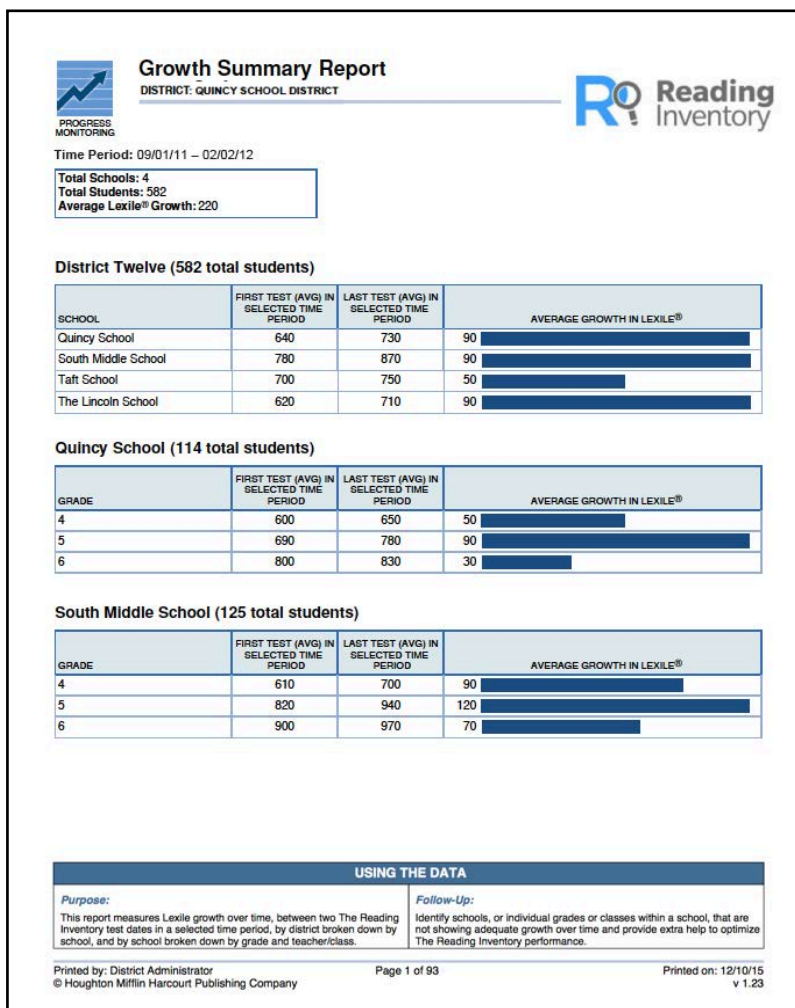 Growth Summary Report
DISTRICT: QUINCY SCHOOL DISTRICT
PROGRESS
MONITORING
Reading
Inventory
Time Period: 09/01/11 – 02/02/12
Total Schools: 4
Total Students: 582
Average Lexile® Growth: 220
District Twelve (582 total students)
SCHOOL FIRST TEST (AVG) IN SELECTED TIME PERIOD LAST TEST (AVG) IN SELECTED TIME PERIOD AVERAGE GROWTH IN LEXILE®
Quincy School 640 730 90
South Middle School 780 870 90
Taft School 700 750 50
The Lincoln School 620 710 90
Quincy School (114 total students)
GRADE FIRST TEST (AVG) IN SELECTED TIME PERIOD LAST TEST (AVG) IN SELECTED TIME PERIOD AVERAGE GROWTH IN LEXILE®
4 600 650 50
5 690 780 90
6 800 830 30
South Middle School (125 total students)
GRADE FIRST TEST (AVG) IN SELECTED TIME PERIOD LAST TEST (AVG) IN SELECTED TIME PERIOD AVERAGE GROWTH IN LEXILE®
4 610 700 90
5 820 940 120
6 900 970 70
USING THE DATA
Purpose:
This report measures Lexile growth over time, between two The Reading
Inventory test dates in a selected time period, by district broken down by
school, and by school broken down by grade and teacher/class.
Follow-Up:
Identify schools, or individual grades or classes within a school, that are
not showing adequate growth over time and provide extra help to optimize
The Reading Inventory performance.
Printed by: District Administrator Page 1 of 93 Printed on: 12/10/15
© Houghton Mifflin Harcourt Publishing Company v 1.23